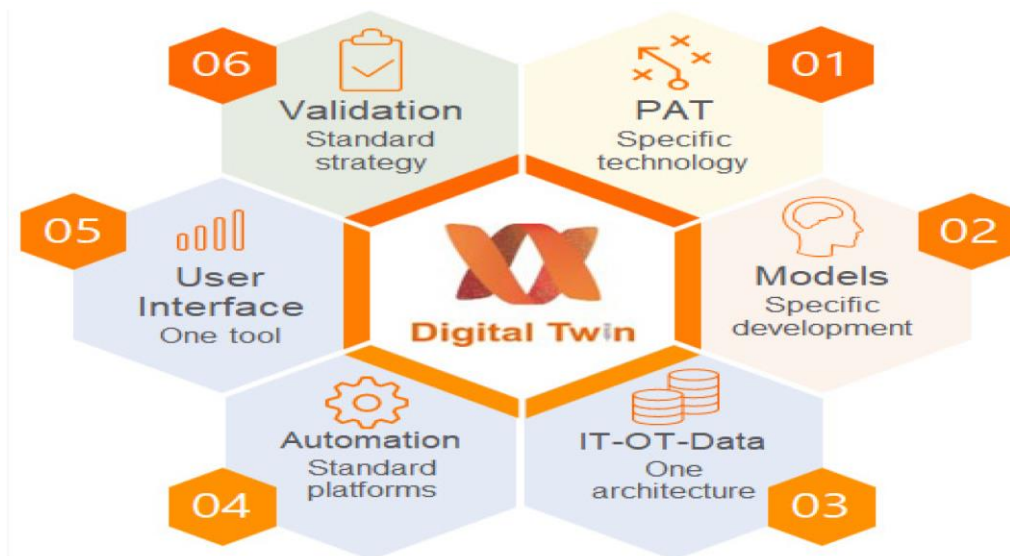 01
PAT
Specific
technology
02
Models
Specific
development
03
IT-OT-Data
One
architecture
04
Automation
Standard
platforms
05
User
Interface
One tool
06
Validation
Standard
strategy
Digital Twin